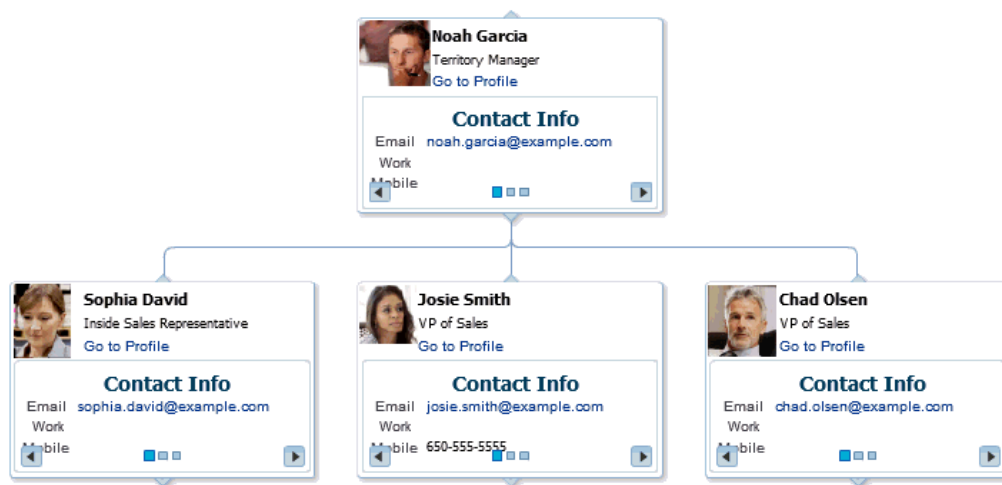 Noah Garcia
Territory Manager
Go to Profile
Contact Info
Email noah.garcia@example.com
Work
Mobile
Sophia David
Inside Sales Representative
Go to Profile
Contact Info
Email sophia.david@example.com
Work
Mobile
Josie Smith
VP of Sales
Go to Profile
Contact Info
Email josie.smith@example.com
Work
Mobile 650-555-5555
Chad Olsen
VP of Sales
Go to Profile
Contact Info
Email chad.olsen@example.com
Work
Mobile